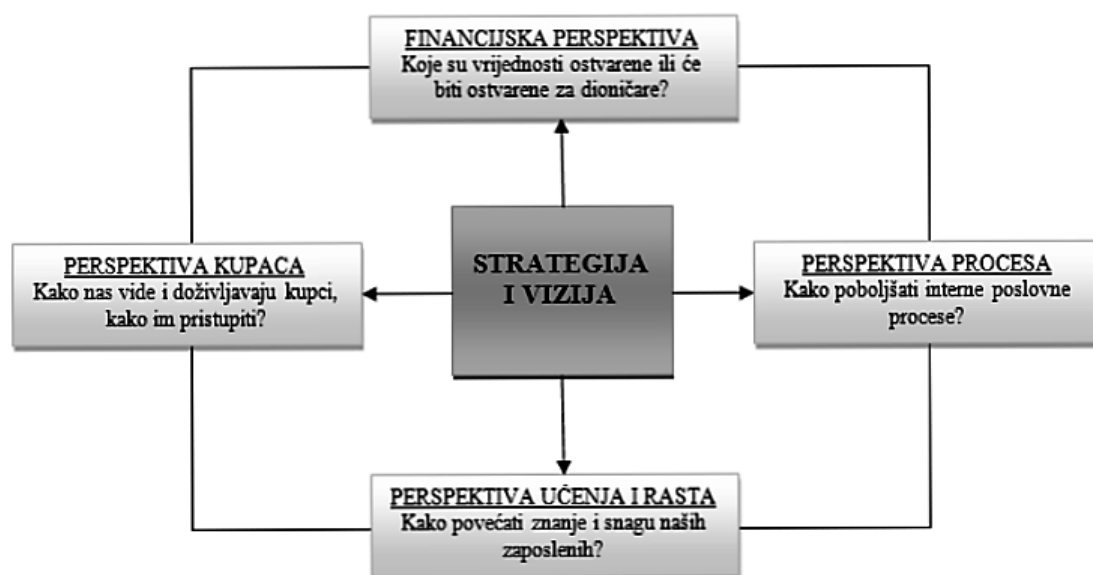 FINANCIJSKA PERSPEKTIVA
Koje su vrijednosti ostvarene ili će
biti ostvarene za dioničare?
PERSPEKTIVA KUPACA
Kako nas vide i doživljavaju kupci,
kako im pristupiti?
STRATEGIJA
I VIZIJA
PERSPEKTIVA PROCESA
Kako poboljšati interne poslovne
procese?
PERSPEKTIVA UČENJA I RASTA
Kako povećati znanje i snagu naših
zaposlenih?